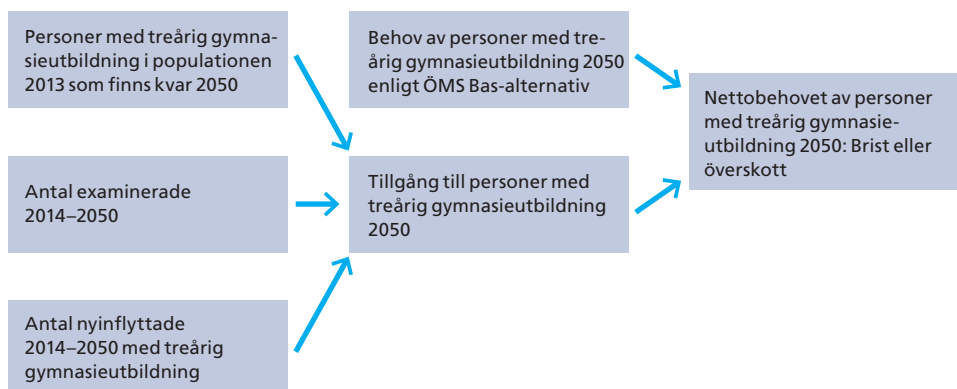 Personer med treårig gymna-
sieutbildning i populationen
2013 som finns kvar 2050
Behov av personer med tre-
årig gymnasieutbildning 2050
enligt ÖMS Bas-alternativ
Nettobehovet av personer
med treårig gymnasie-
utbildning 2050: Brist eller
överskott
Antal examinerade
2014–2050
Tillgång till personer med
treårig gymnasieutbildning
2050
Antal nyinflyttade
2014–2050 med treårig
gymnasieutbildning